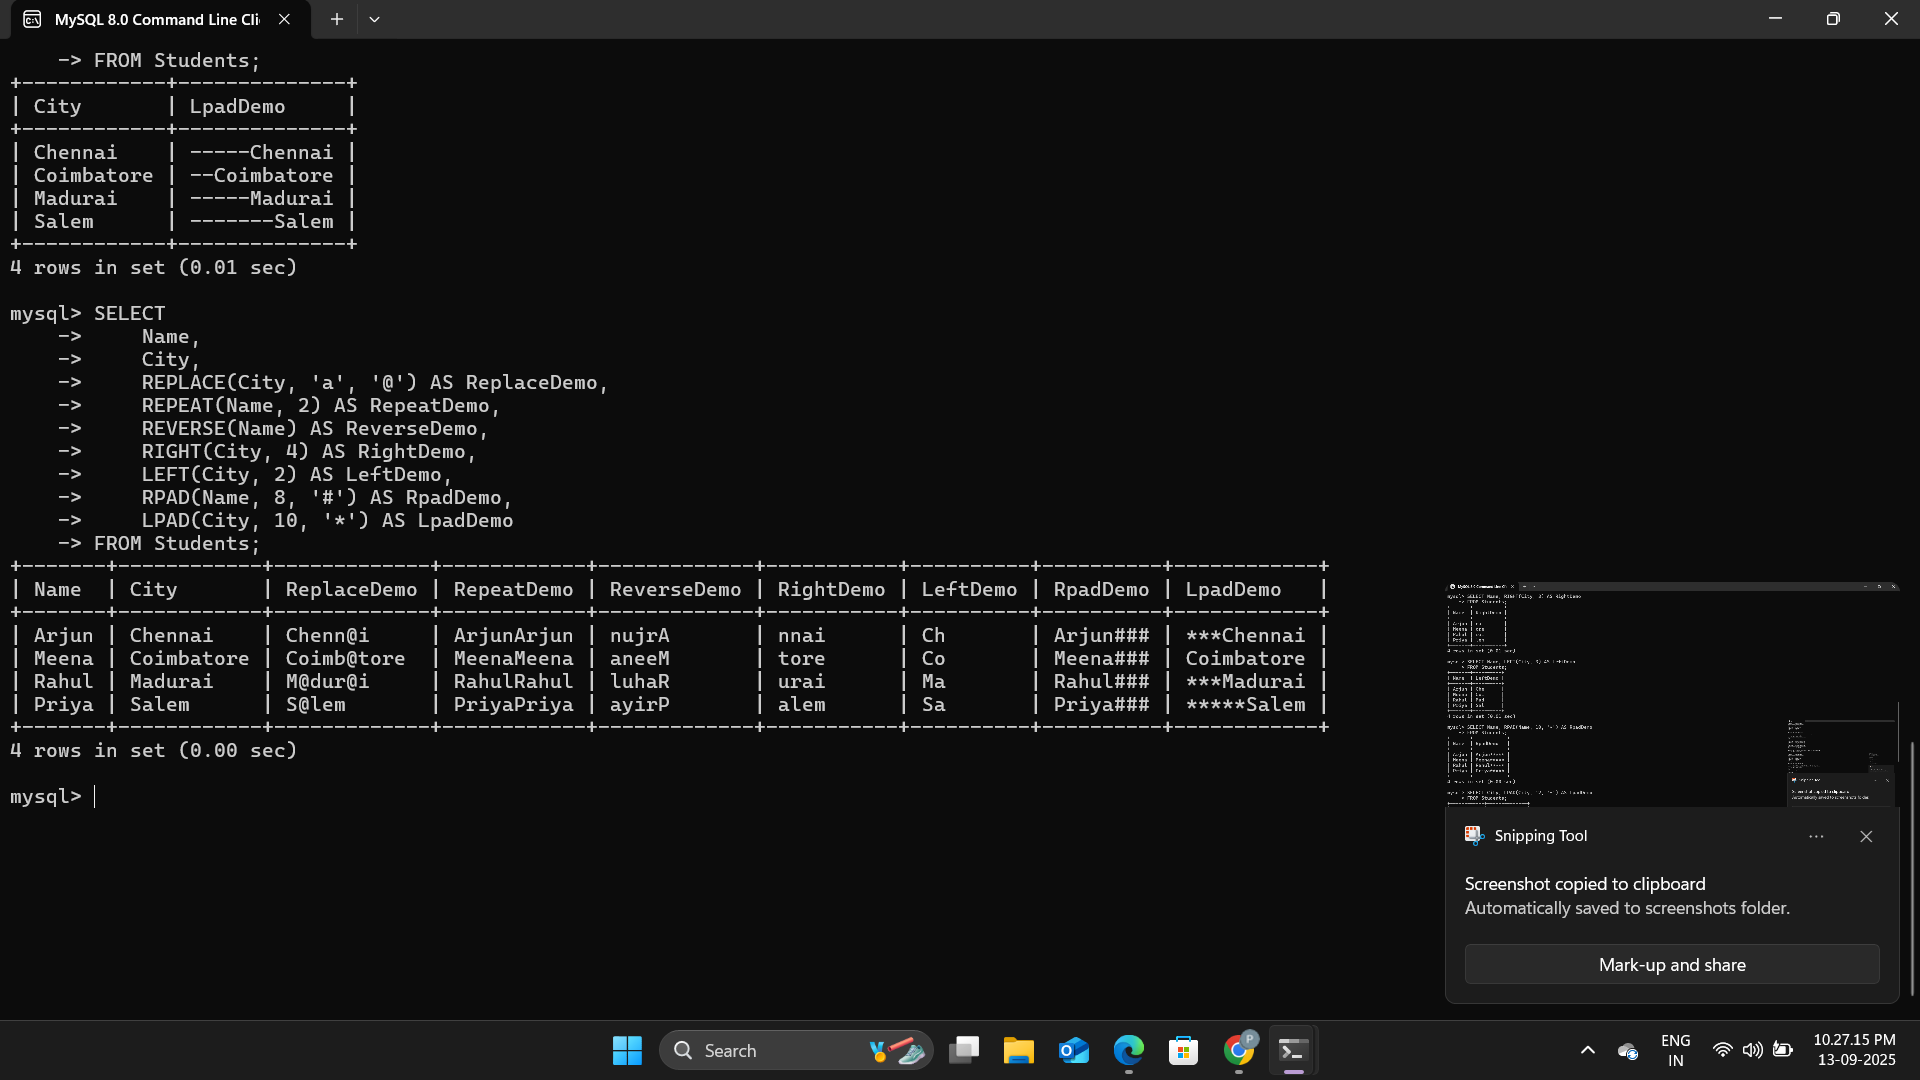 MySQL 8.0 Command Line Cli
    -> FROM Students;
+------------+--------------+
| City       | LpadDemo     |
+------------+--------------+
| Chennai    | -----Chennai |
| Coimbatore | --Coimbatore |
| Madurai    | -----Madurai |
| Salem      | -------Salem |
+------------+--------------+
4 rows in set (0.01 sec)
mysql> SELECT
    ->     Name,
    ->     City,
    ->     REPLACE(City, 'a', '@') AS ReplaceDemo,
    ->     REPEAT(Name, 2) AS RepeatDemo,
    ->     REVERSE(Name) AS ReverseDemo,
    ->     RIGHT(City, 4) AS RightDemo,
    ->     LEFT(City, 2) AS LeftDemo,
    ->     RPAD(Name, 8, '#') AS RpadDemo,
    ->     LPAD(City, 10, '*') AS LpadDemo
    -> FROM Students;
+-------+------------+-------------+------------+-------------+-----------+----------+----------+------------+
| Name  | City       | ReplaceDemo | RepeatDemo | ReverseDemo | RightDemo | LeftDemo | RpadDemo | LpadDemo   |
+-------+------------+-------------+------------+-------------+-----------+----------+----------+------------+
| Arjun | Chennai    | Chenn@i     | ArjunArjun | nujrA       | nnai      | Ch       | Arjun### | ***Chennai |
| Meena | Coimbatore | Coimb@tore  | MeenaMeena | aneeM       | tore      | Co       | Meena### | Coimbatore |
| Rahul | Madurai    | M@dur@i     | RahulRahul | luhaR       | urai      | Ma       | Rahul### | ***Madurai |
| Priya | Salem      | S@lem       | PriyaPriya | ayirP       | alem      | Sa       | Priya### | *****Salem |
+-------+------------+-------------+------------+-------------+-----------+----------+----------+------------+
4 rows in set (0.00 sec)
mysql>
Snipping Tool
Screenshot copied to clipboard
Automatically saved to screenshots folder.
Mark-up and share
Search
P
ENG
IN
10.27.15 PM
13-09-2025